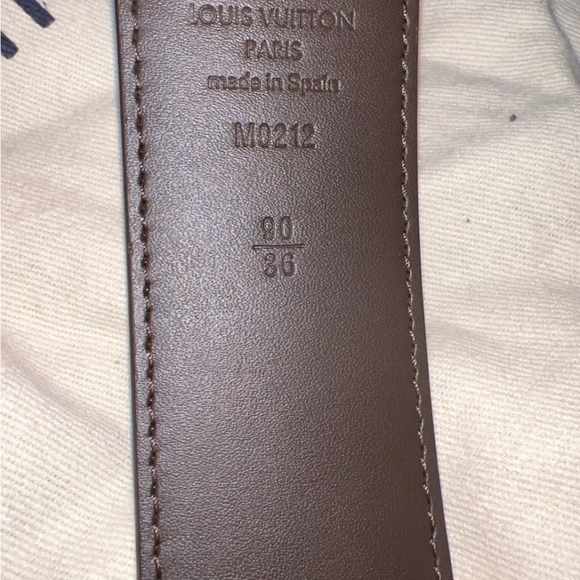 LOUIS VUITTON
PARIS
made in Spain
M0212
90
36